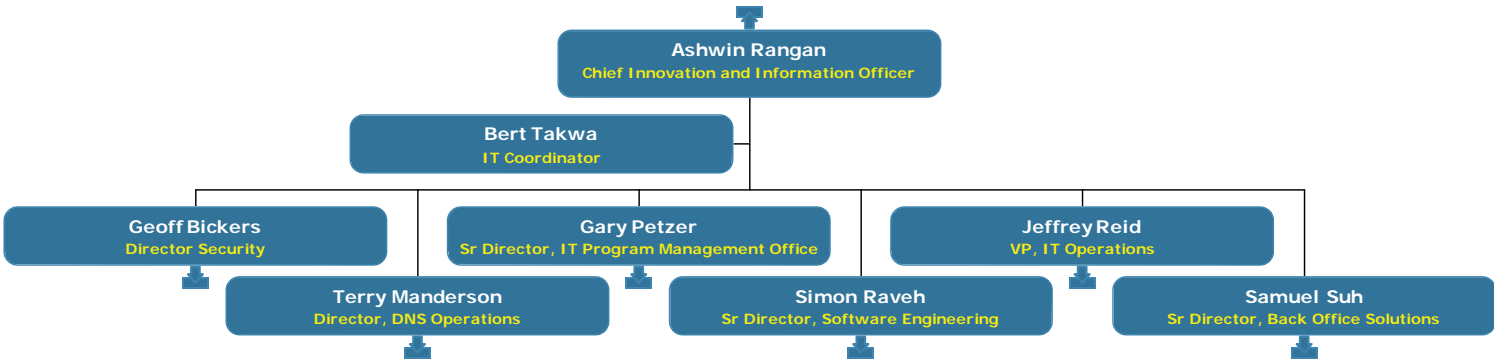 Ashwin Rangan
Chief Innovation and Information Officer
Bert Takwa
IT Coordinator
Geoff Bickers
Director Security
Gary Petzer
Sr Director, IT Program Management Office
Jeffrey Reid
VP, IT Operations
Terry Manderson
Director, DNS Operations
Simon Raveh
Sr Director, Software Engineering
Samuel Suh
Sr Director, Back Office Solutions